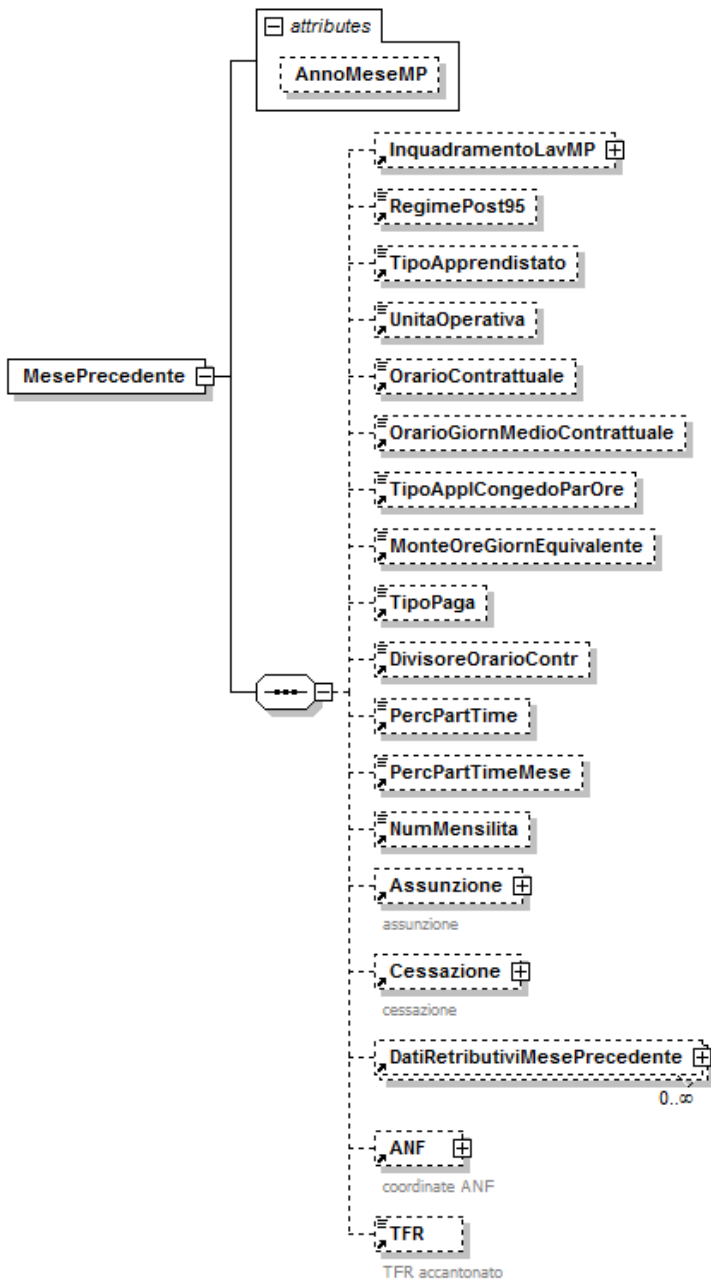 attributes
AnnoMeseMP
InquadramentoLavMP
RegimePost95
TipoApprendistato
UnitaOperativa
MesePrecedente
OrarioContrattuale
OrarioGiornMedioContrattuale
TipoApplCongedoParOre
MonteOreGiornEquivalente
TipoPaga
DivisoreOrarioContr
PercPartTime
PercPartTimeMese
NumMensilita
Assunzione
assunzione
Cessazione
cessazione
DatiRetributiviMesePrecedente
0..∞
ANF
coordinate ANF
TFR
TFR accantonato